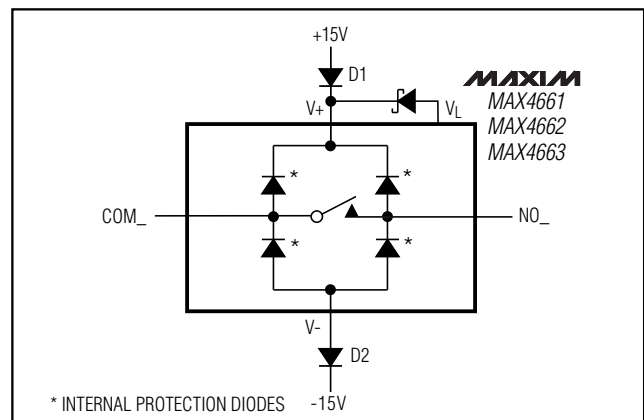 +15V
D1
MAXIM
V+
VL
MAX4661
MAX4662
MAX4663
*
*
COM_
NO_
*
*
V-
D2
* INTERNAL PROTECTION DIODES
-15V